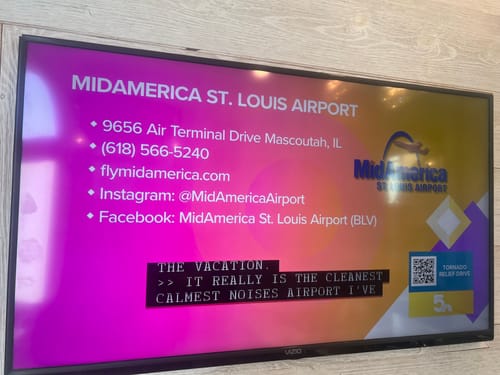 MIDAMERICA ST. LOUIS AIRPORT
9656 Air Terminal Drive Mascoutah, IL
(618) 566-5240
flymidamerica.com
Instagram: @MidAmericaAirport
Facebook: MidAmerica St. Louis Airport (BLV)
MidAmerica
ST. LOUIS AIRPORT
THE VACATION.
>> IT REALLY IS THE CLEANEST
CALMEST NOISES AIRPORT I'VE
TORNADO
RELIEF DRIVE
5
VIZIO